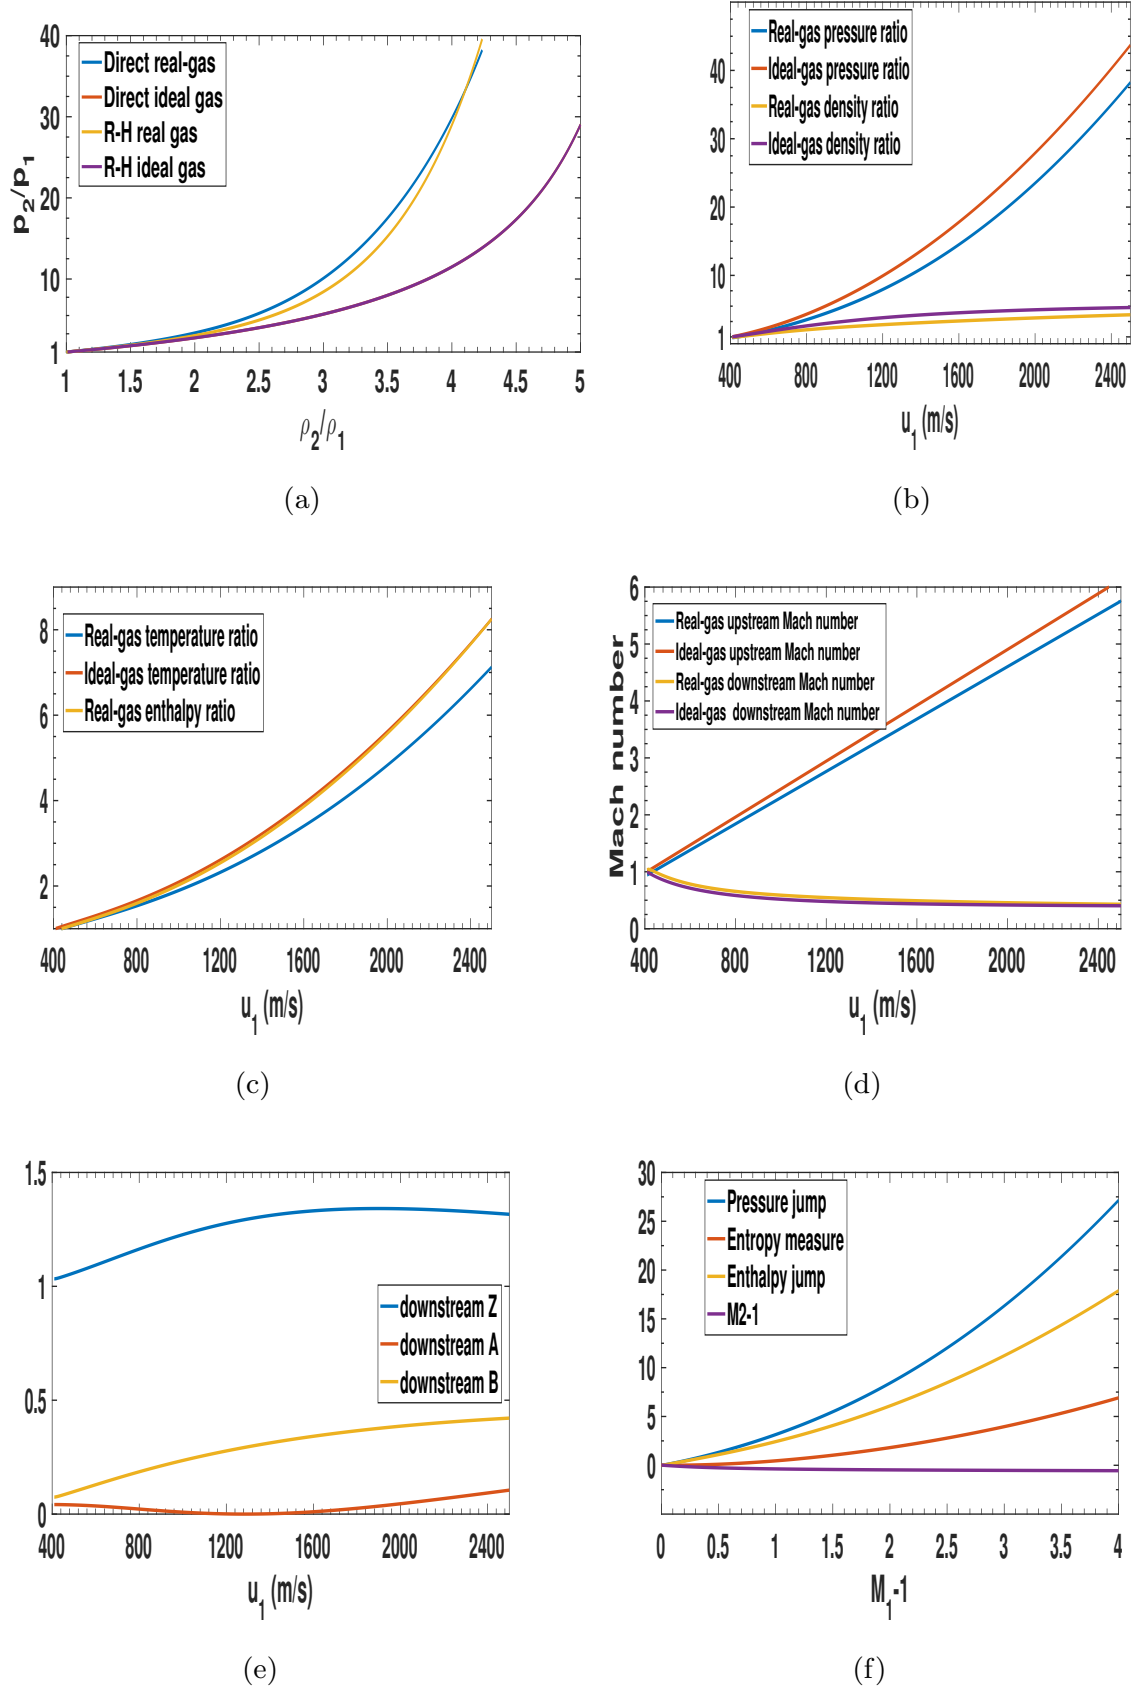 40
30
20
10
1
p2/p1
Direct real-gas
Direct ideal gas
R-H real gas
R-H ideal gas
1 1.5 2 2.5 3 3.5 4 4.5 5
ρ2/ρ1
(a)
40
30
20
10
1
Real-gas pressure ratio
Ideal-gas pressure ratio
Real-gas density ratio
Ideal-gas density ratio
400 800 1200 1600 2000 2400
u1 (m/s)
(b)
8
6
4
2
Real-gas temperature ratio
Ideal-gas temperature ratio
Real-gas enthalpy ratio
400 800 1200 1600 2000 2400
u1 (m/s)
(c)
6
5
4
3
2
1
0
Mach number
Real-gas upstream Mach number
Ideal-gas upstream Mach number
Real-gas downstream Mach number
Ideal-gas downstream Mach number
400 800 1200 1600 2000 2400
u1 (m/s)
(d)
1.5
1
0.5
0
downstream Z
downstream A
downstream B
400 800 1200 1600 2000 2400
u1 (m/s)
(e)
30
25
20
15
10
5
0
Pressure jump
Entropy measure
Enthalpy jump
M2-1
0 0.5 1 1.5 2 2.5 3 3.5 4
M1-1
(f)